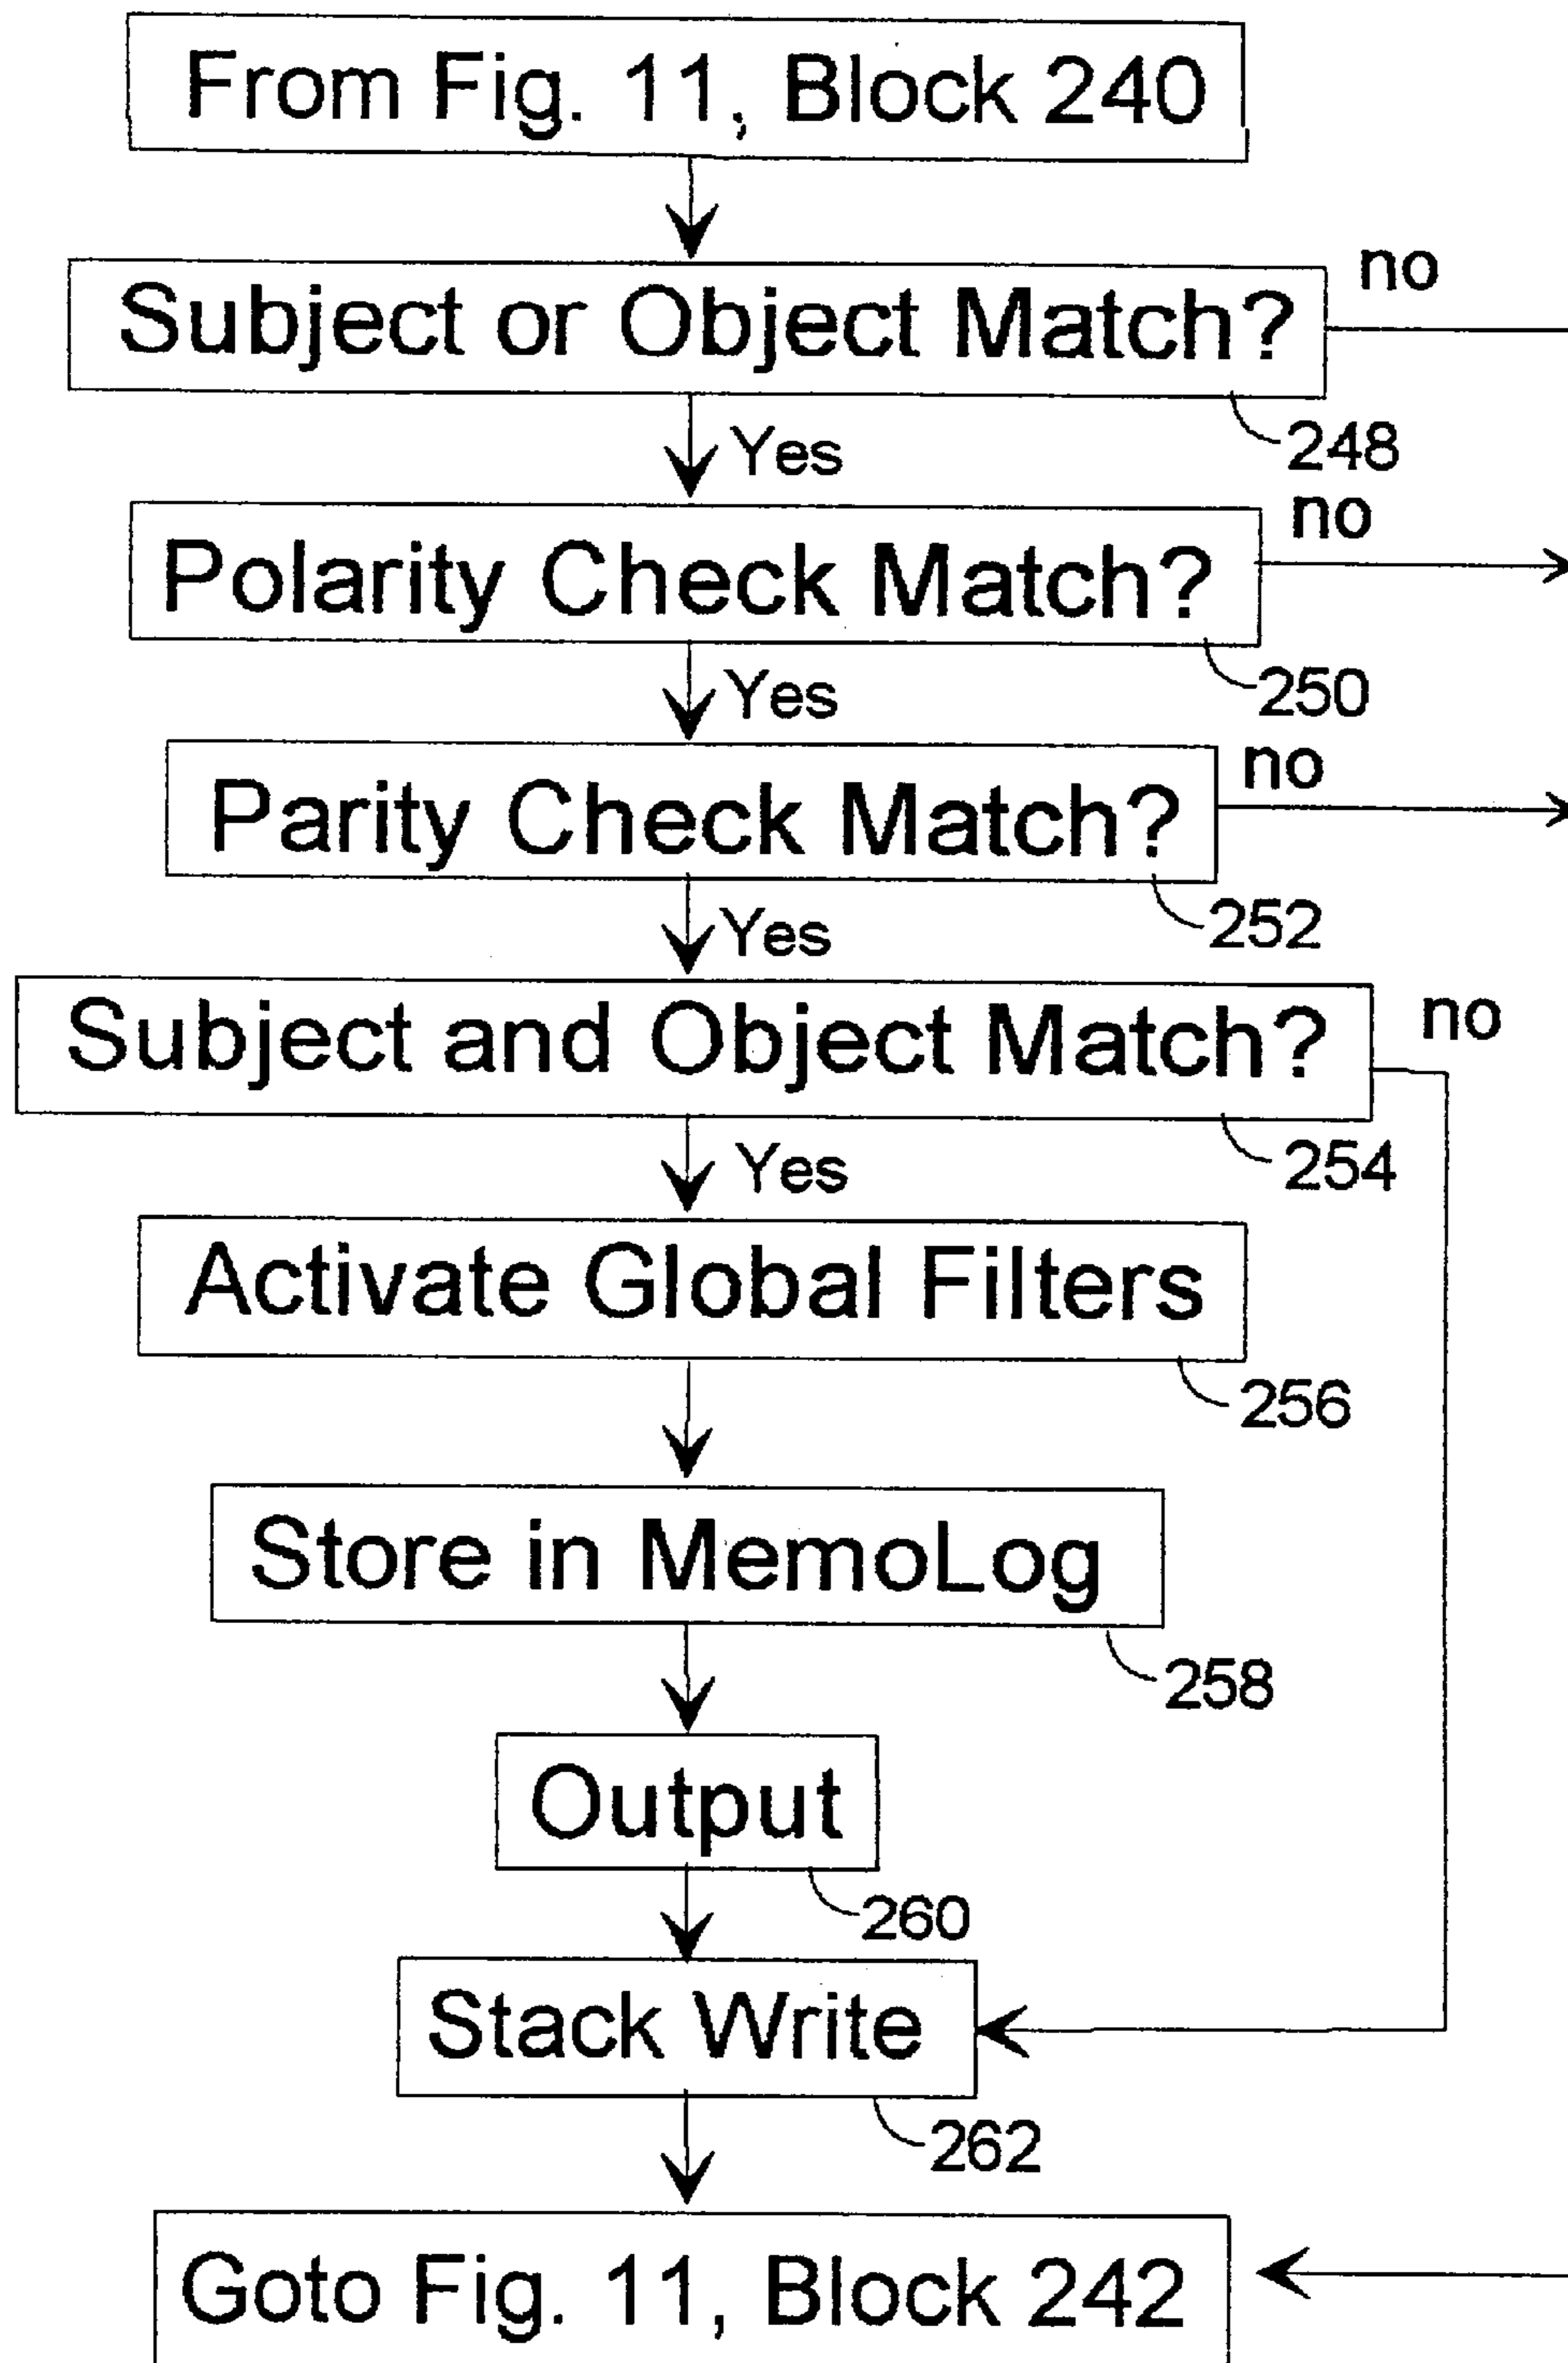 From Fig. 11, Block 240
Subject or Object Match?
no
248
Yes
Polarity Check Match?
no
250
Yes
Parity Check Match?
no
252
Yes
Subject and Object Match?
no
254
Yes
Activate Global Filters
256
Store in MemoLog
258
Output
260
Stack Write
262
Goto Fig. 11, Block 242